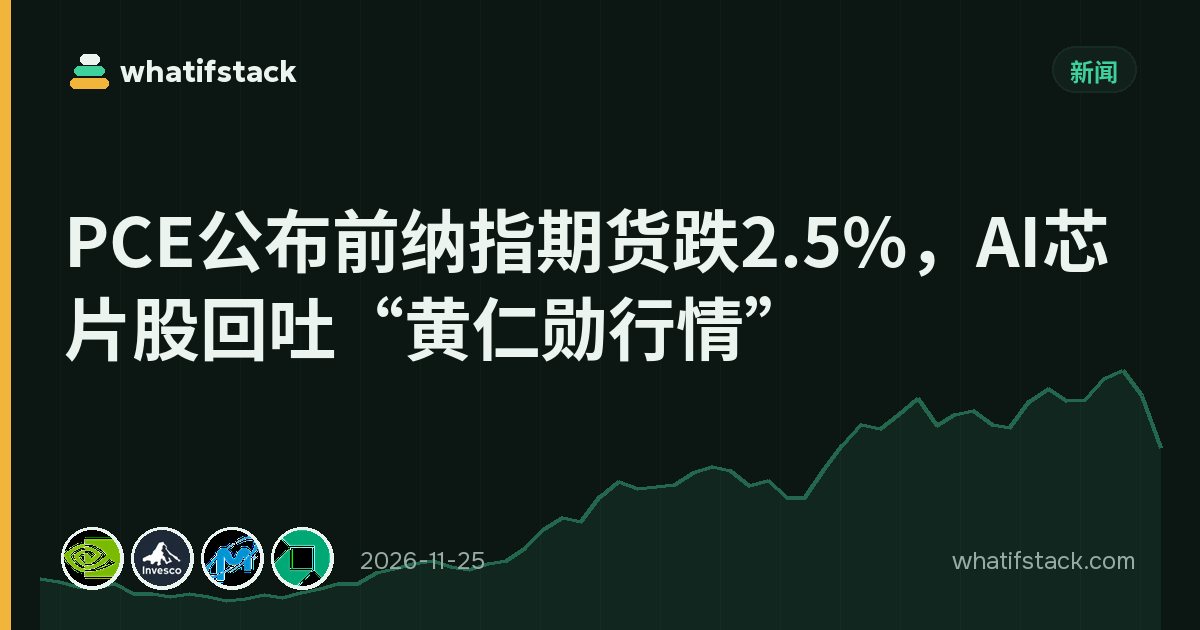 whatifstack
新闻
PCE公布前纳指期货跌2.5%，AI芯
片股回吐“黄仁勋行情”
Invesco
2026-11-25
whatifstack.com